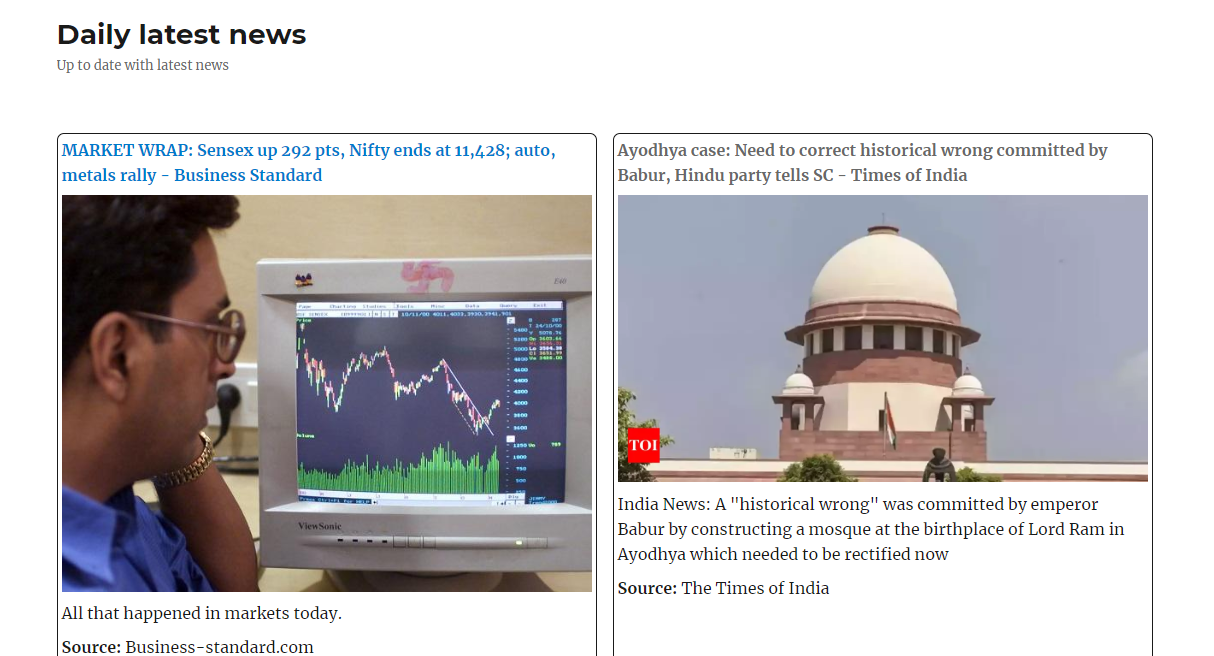 Daily latest news
Up to date with latest news
MARKET WRAP: Sensex up 292 pts, Nifty ends at 11,428; auto,
metals rally - Business Standard
ViewSonic
E40
All that happened in markets today.
Source: Business-standard.com
Ayodhya case: Need to correct historical wrong committed by
Babur, Hindu party tells SC - Times of India
TOI
India News: A "historical wrong" was committed by emperor
Babur by constructing a mosque at the birthplace of Lord Ram in
Ayodhya which needed to be rectified now
Source: The Times of India